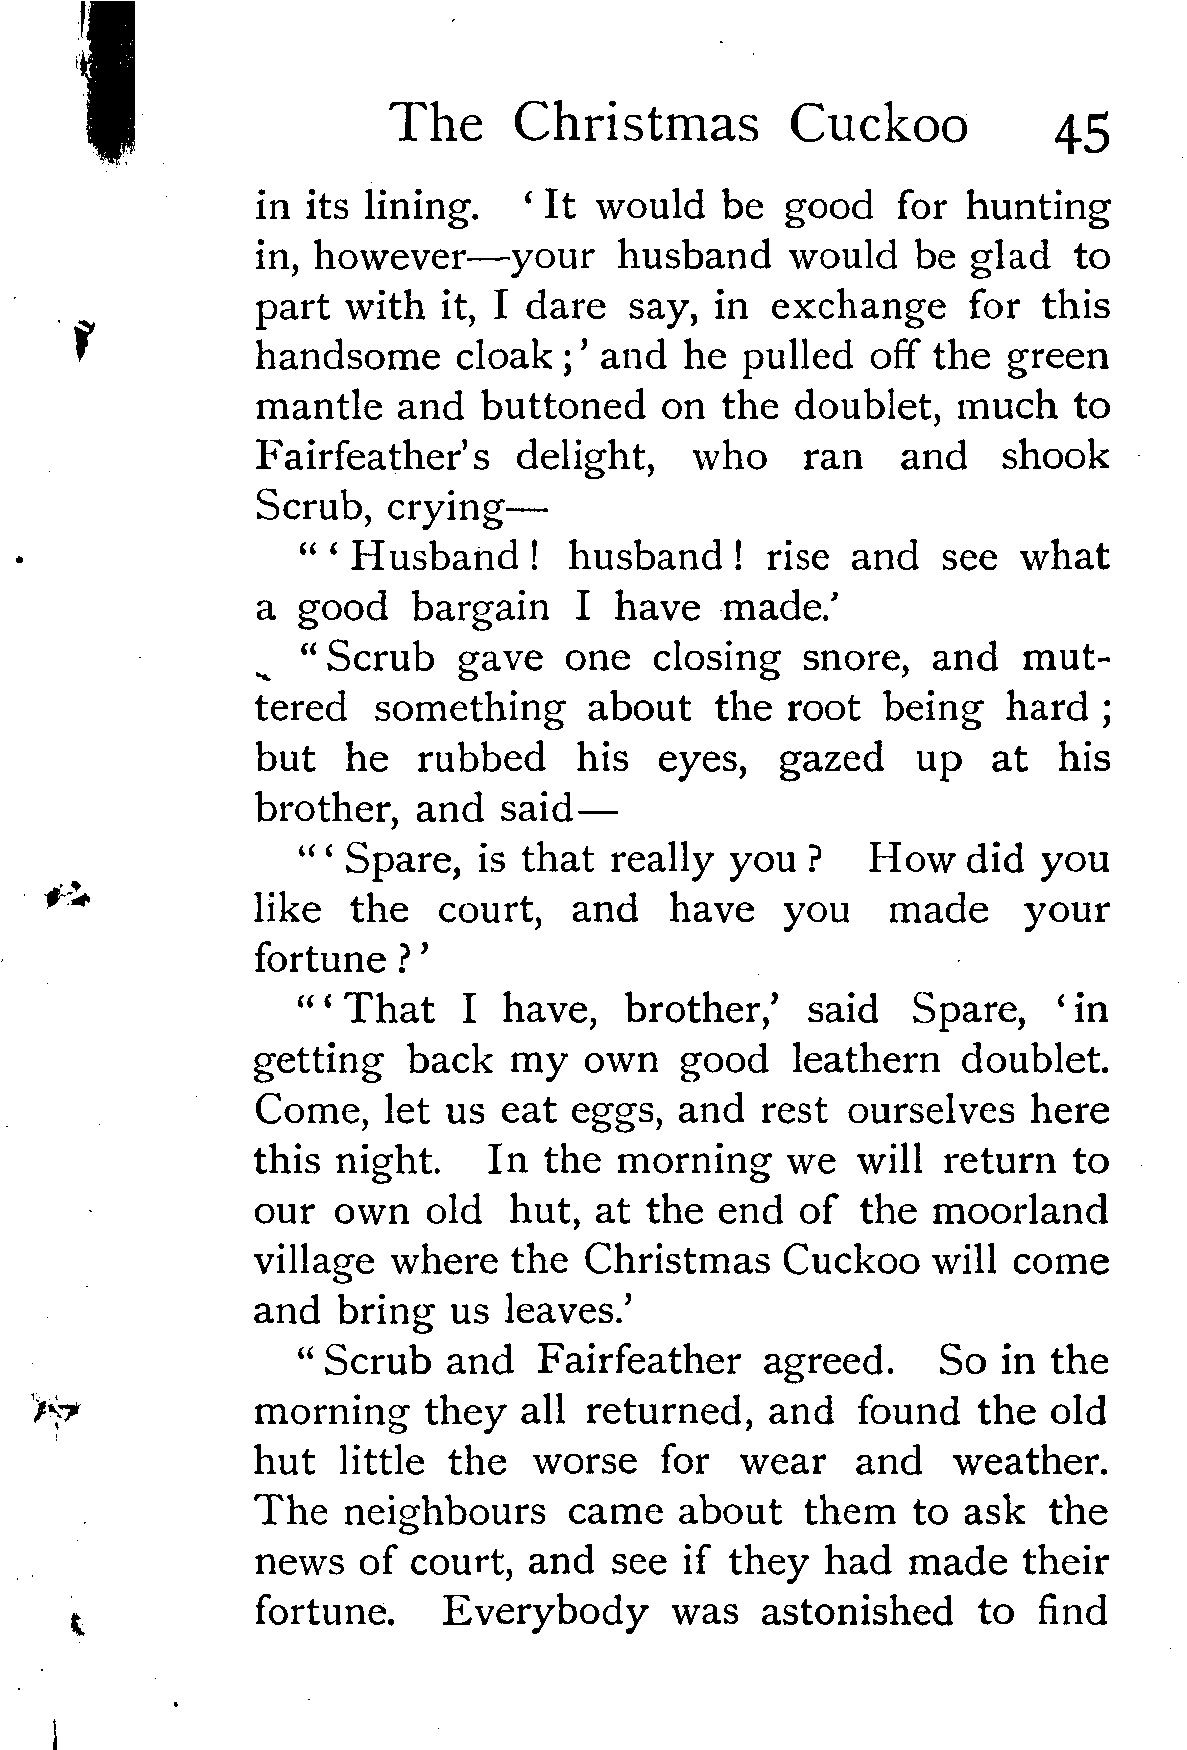 The Christmas Cuckoo 45
in its lining. ‘ It would be good for hunting
in, however—your husband would be glad to
part with it, I dare say, in exchange for this
handsome cloak ;’ and he pulled off the green
mantle and buttoned on the doublet, much to
Fairfeather’s delight, who ran and shook
Scrub, crying—
“ ‘ Husband ! husband ! rise and see what
a good bargain I have made.’
“ Scrub gave one closing snore, and mut-
tered something about the root being hard ;
but he rubbed his eyes, gazed up at his
brother, and said—
“ ‘ Spare, is that really you ? How did you
like the court, and have you made your
fortune ? ’
“ ‘ That I have, brother,’ said Spare, ‘ in
getting back my own good leathern doublet.
Come, let us eat eggs, and rest ourselves here
this night. In the morning we will return to
our own old hut, at the end of the moorland
village where the Christmas Cuckoo will come
and bring us leaves.’
“ Scrub and Fairfeather agreed. So in the
morning they all returned, and found the old
hut little the worse for wear and weather.
The neighbours came about them to ask the
news of court, and see if they had made their
fortune. Everybody was astonished to find